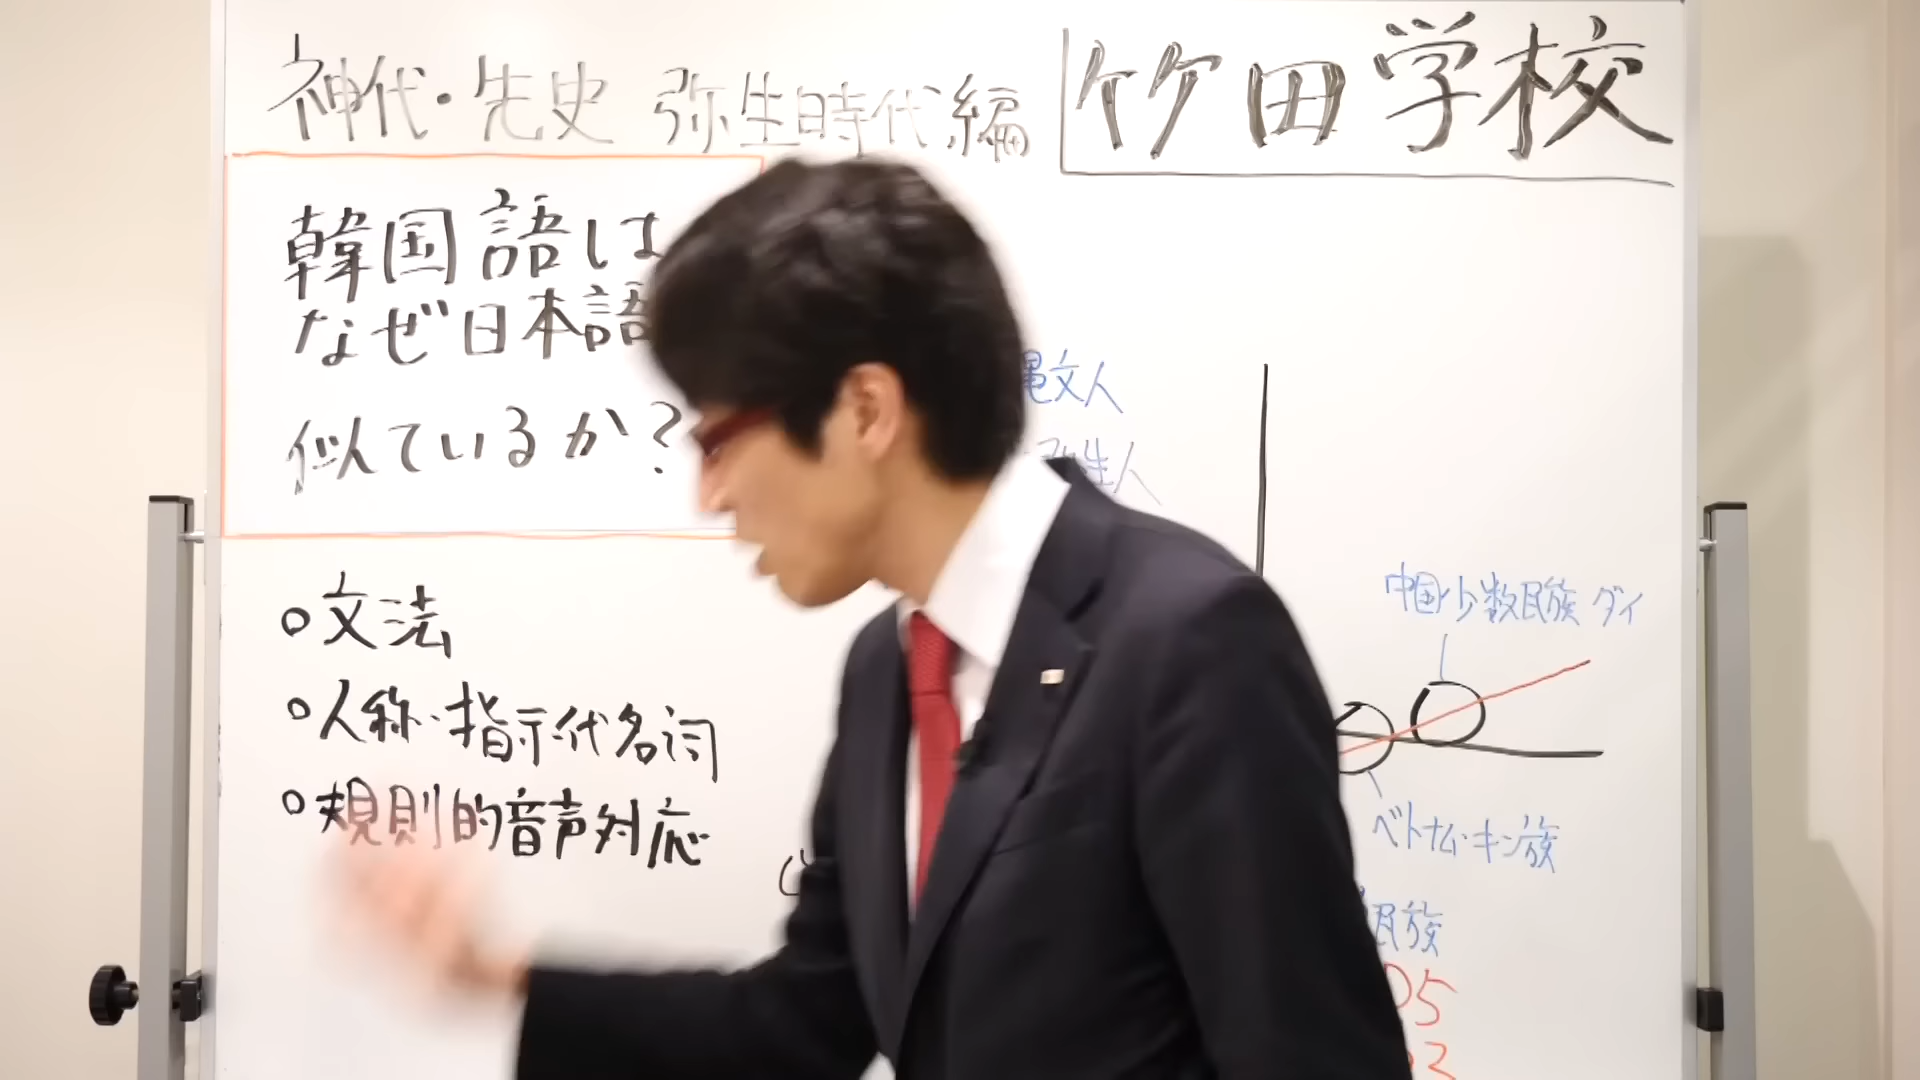 神代・先史 弥生時代編
竹田学校
韓国語は
なぜ日本語
似ているか?
文人
生人
○文法
○人称・指示代名詞
○規則的音声対応
中国少数民族 ダイ
ベトナム・キン族
民族
05